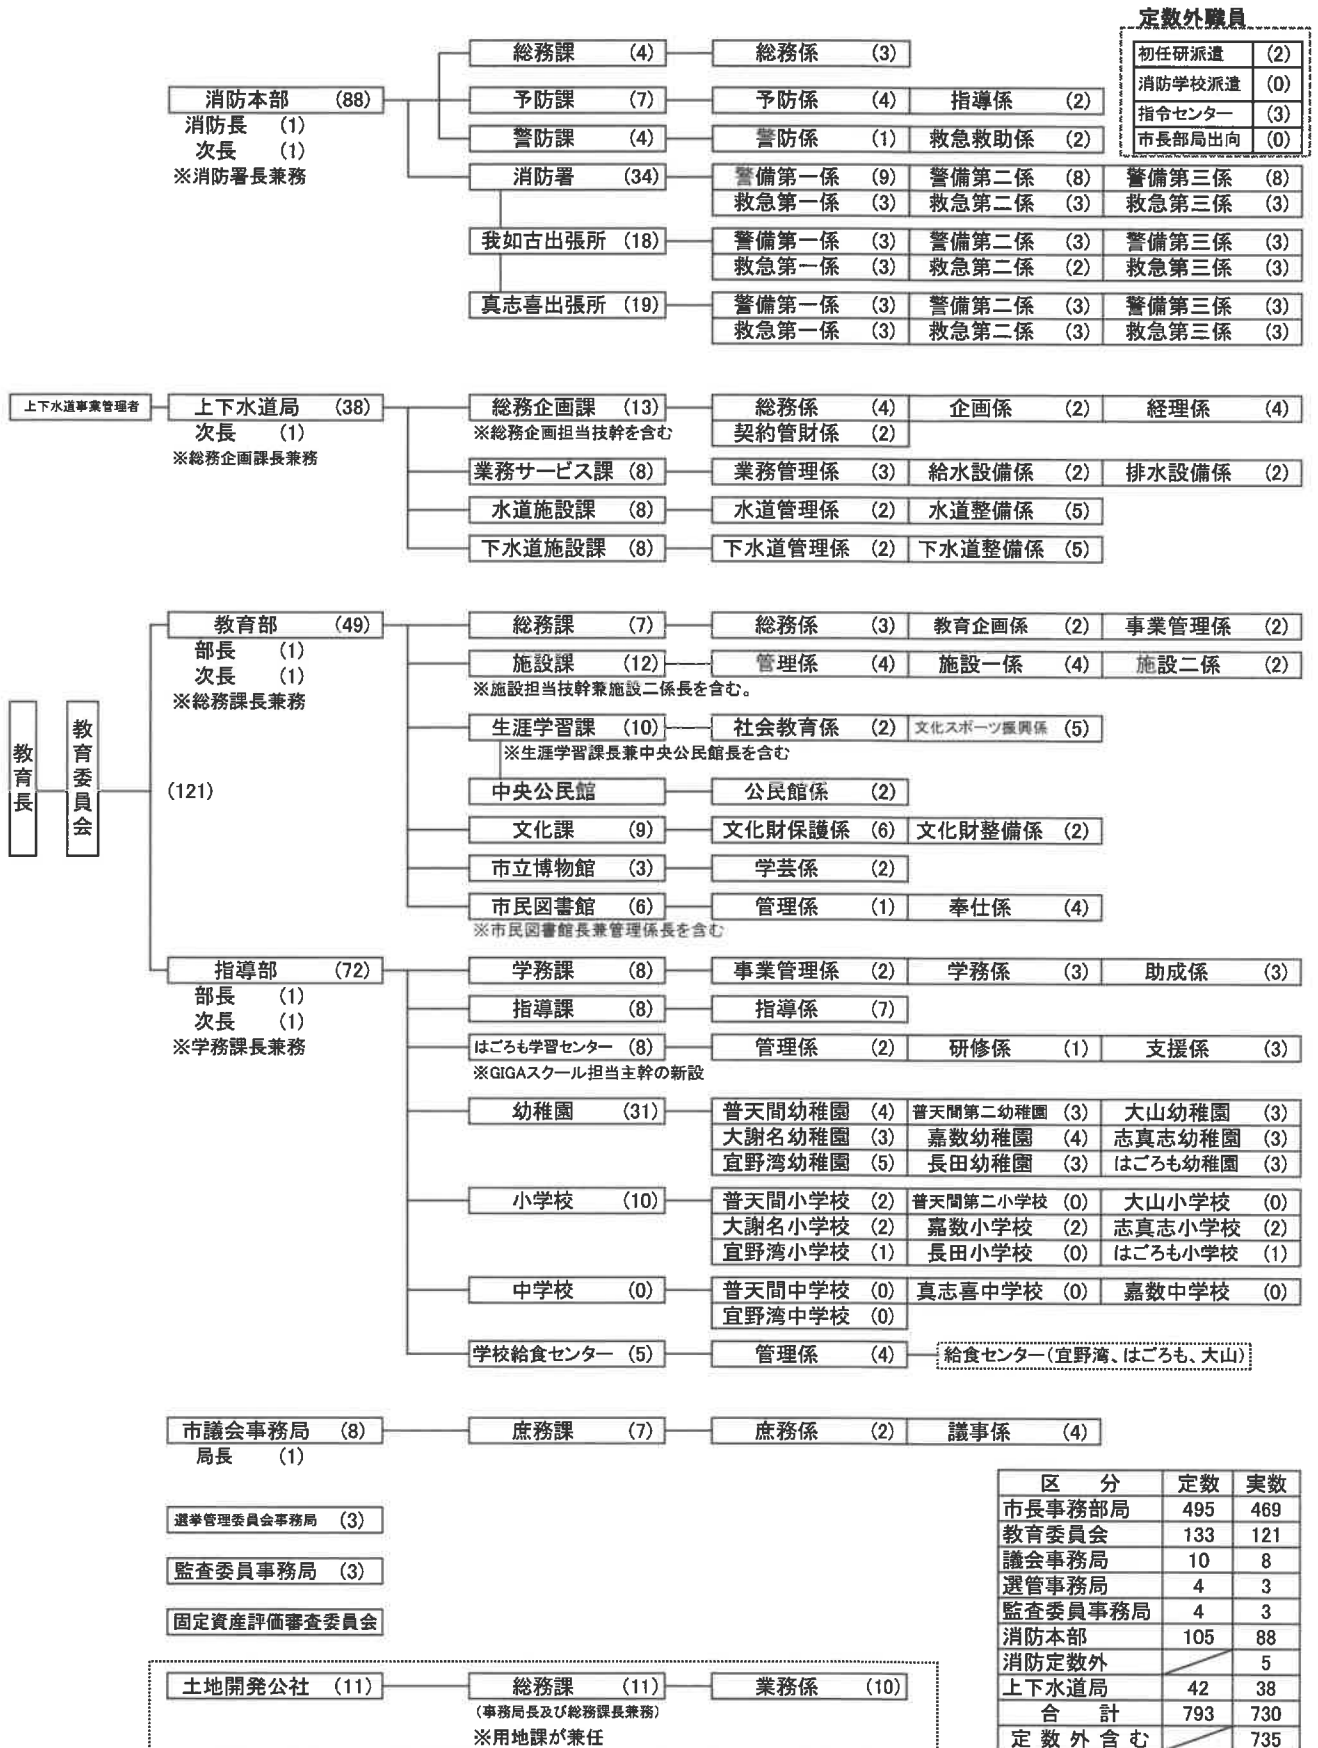 定数外職員
初任研派遣 (2)
消防学校派遣 (0)
指令センター (3)
市長部局出向 (0)
総務課 (4) 総務係 (3)
消防本部 (88) 予防課 (7) 予防係 (4) 指導係 (2)
消防長 (1)
次長 (1)
※消防署長兼務
警防課 (4) 警防係 (1) 救急救助係 (2)
消防署 (34) 警備第一係 (9) 警備第二係 (8) 警備第三係 (8)
救急第一係 (3) 救急第二係 (3) 救急第三係 (3)
我如古出張所 (18) 警備第一係 (3) 警備第二係 (3) 警備第三係 (3)
救急第一係 (3) 救急第二係 (2) 救急第三係 (3)
真志喜出張所 (19) 警備第一係 (3) 警備第二係 (3) 警備第三係 (3)
救急第一係 (3) 救急第二係 (3) 救急第三係 (3)
上下水道事業管理者 上下水道局 (38) 総務企画課 (13) 総務係 (4) 企画係 (2) 経理係 (4)
次長 (1) ※総務企画担当技幹を含む 契約管財係 (2)
※総務企画課長兼務
業務サービス課 (8) 業務管理係 (3) 給水設備係 (2) 排水設備係 (2)
水道施設課 (8) 水道管理係 (2) 水道整備係 (5)
下水道施設課 (8) 下水道管理係 (2) 下水道整備係 (5)
教育長
教育委員会
(121)
教育部 (49) 総務課 (7) 総務係 (3) 教育企画係 (2) 事業管理係 (2)
部長 (1)
次長 (1)
※総務課長兼務
施設課 (12) 管理係 (4) 施設一係 (4) 施設二係 (2)
※施設担当技幹兼施設二係長を含む。
生涯学習課 (10) 社会教育係 (2) 文化スポーツ振興係 (5)
※生涯学習課長兼中央公民館長を含む
中央公民館 公民館係 (2)
文化課 (9) 文化財保護係 (6) 文化財整備係 (2)
市立博物館 (3) 学芸係 (2)
市民図書館 (6) 管理係 (1) 奉仕係 (4)
※市民図書館長兼管理係長を含む
指導部 (72) 学務課 (8) 事業管理係 (2) 学務係 (3) 助成係 (3)
部長 (1)
次長 (1)
※学務課長兼務
指導課 (8) 指導係 (7)
はごろも学習センター (8) 管理係 (2) 研修係 (1) 支援係 (3)
※GIGAスクール担当主幹の新設
幼稚園 (31) 普天間幼稚園 (4) 普天間第二幼稚園 (3) 大山幼稚園 (3)
大謝名幼稚園 (3) 嘉数幼稚園 (4) 志真志幼稚園 (3)
宜野湾幼稚園 (5) 長田幼稚園 (3) はごろも幼稚園 (3)
小学校 (10) 普天間小学校 (2) 普天間第二小学校 (0) 大山小学校 (0)
大謝名小学校 (2) 嘉数小学校 (2) 志真志小学校 (2)
宜野湾小学校 (1) 長田小学校 (0) はごろも小学校 (1)
中学校 (0) 普天間中学校 (0) 真志喜中学校 (0) 嘉数中学校 (0)
宜野湾中学校 (0)
学校給食センター (5) 管理係 (4) 給食センター(宜野湾、はごろも、大山)
市議会事務局 (8) 庶務課 (7) 庶務係 (2) 議事係 (4)
局長 (1)
選挙管理委員会事務局 (3)
監査委員事務局 (3)
固定資産評価審査委員会
土地開発公社 (11) 総務課 (11) 業務係 (10)
(事務局長及び総務課長兼務)
※用地課が兼任
区 分 定数 実数
市長事務部局 495 469
教育委員会 133 121
議会事務局 10 8
選管事務局 4 3
監査委員事務局 4 3
消防本部 105 88
消防定数外 5
上下水道局 42 38
合 計 793 730
定数外含む 735